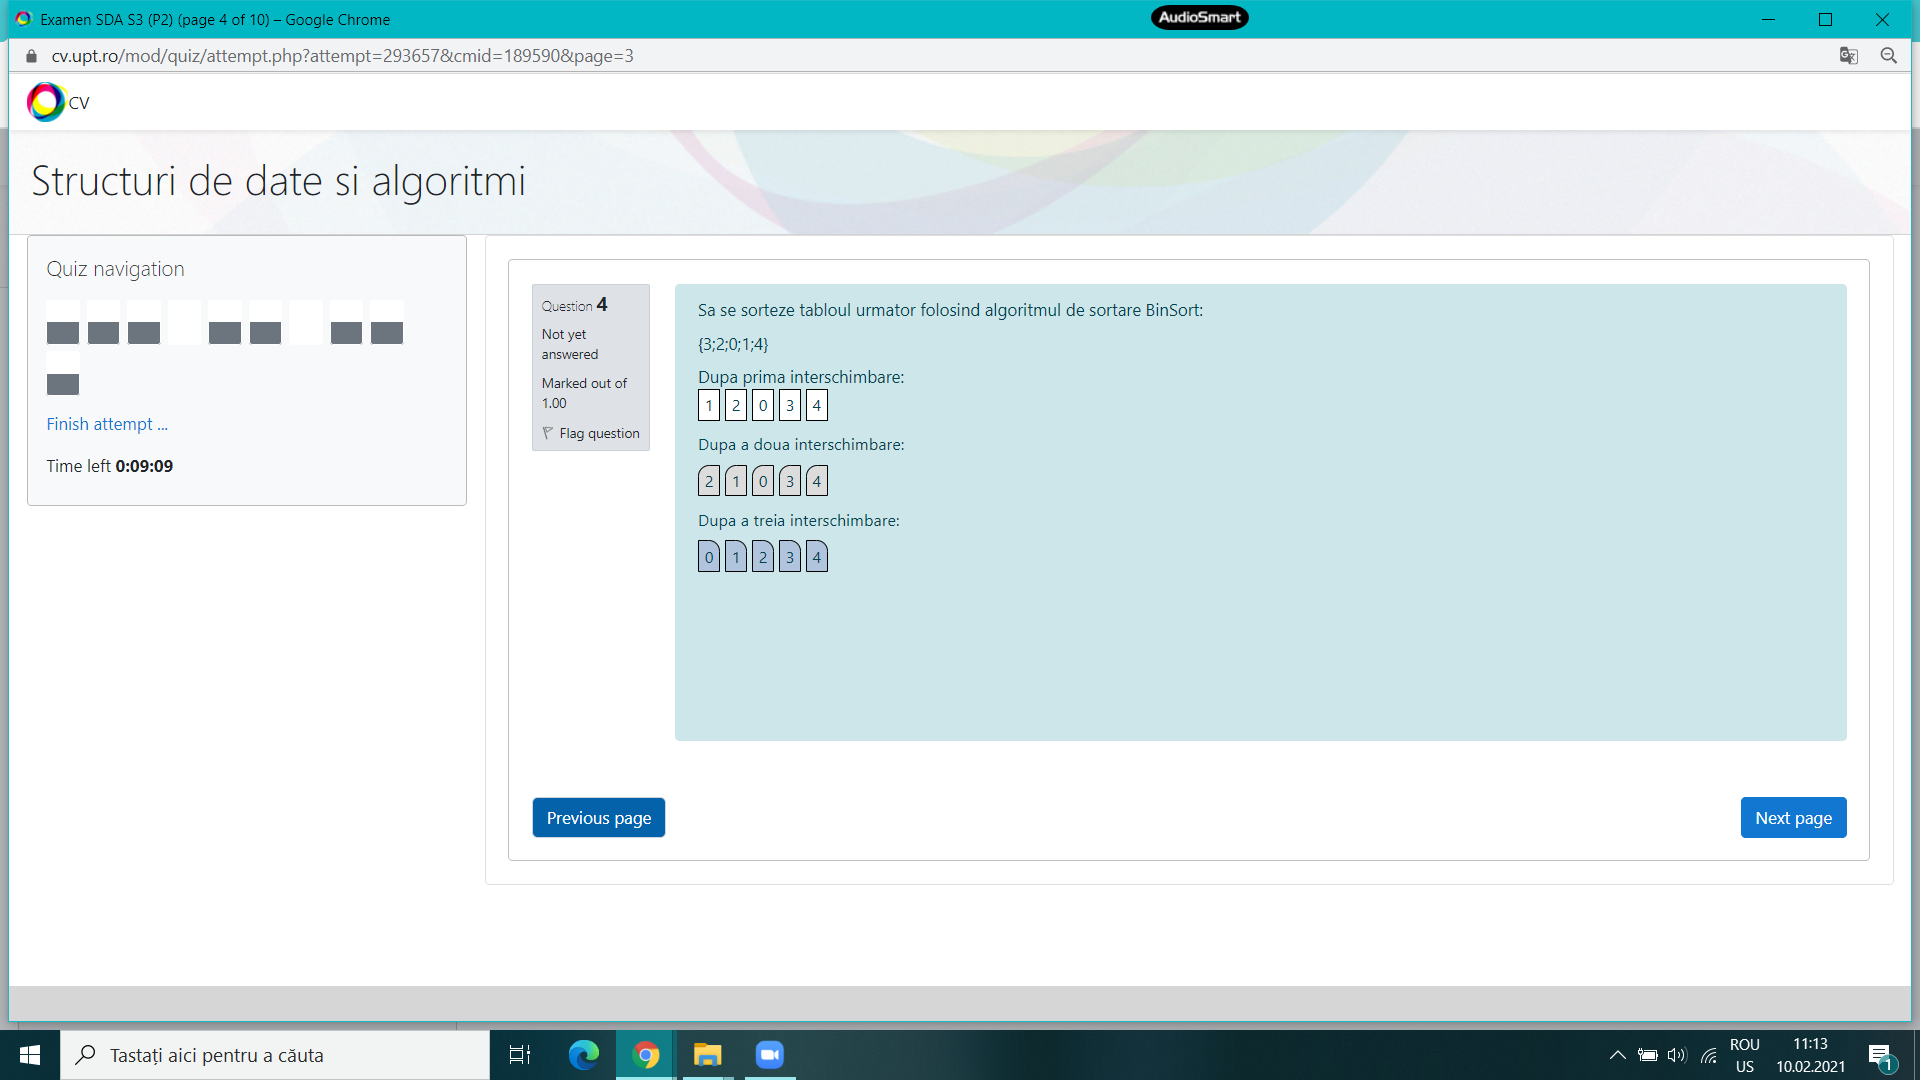 Examen SDA S3 (P2) (page 4 of 10) – Google Chrome
AudioSmart
cv.upt.ro/mod/quiz/attempt.php?attempt=293657&cmid=189590&page=3
CV
Structuri de date si algoritmi
Quiz navigation
Finish attempt ...
Time left 0:09:09
Question 4
Not yet
answered
Marked out of
1.00
Flag question
Sa se sorteze tabloul urmator folosind algoritmul de sortare BinSort:
{3;2;0;1;4}
Dupa prima interschimbare:
1 2 0 3 4
Dupa a doua interschimbare:
2 1 0 3 4
Dupa a treia interschimbare:
0 1 2 3 4
Previous page
Next page
Tastați aici pentru a căuta
ROU
US
11:13
10.02.2021
1